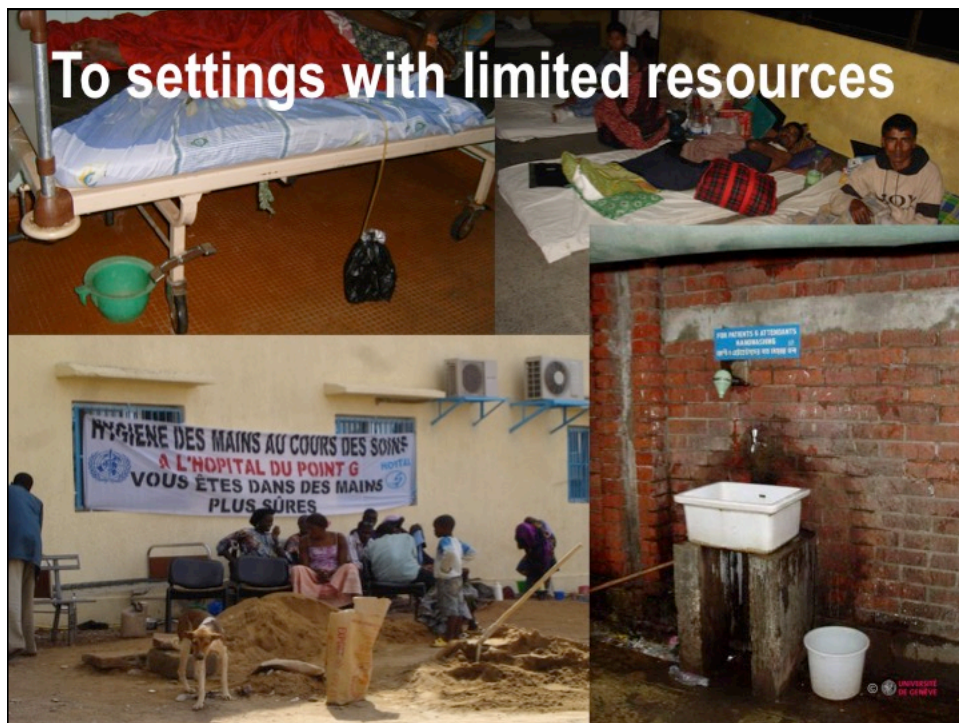 To settings with limited resources
JOY
FOR PATIENTS & ATTENDANTS
HANDWASHING
HYGIENE DES MAINS AU COURS DES SOINS
A L'HOPITAL DU POINT G
VOUS ÊTES DANS DES MAINS
PLUS SÛRES
©
UNIVERSITÉ
DE GENÈVE